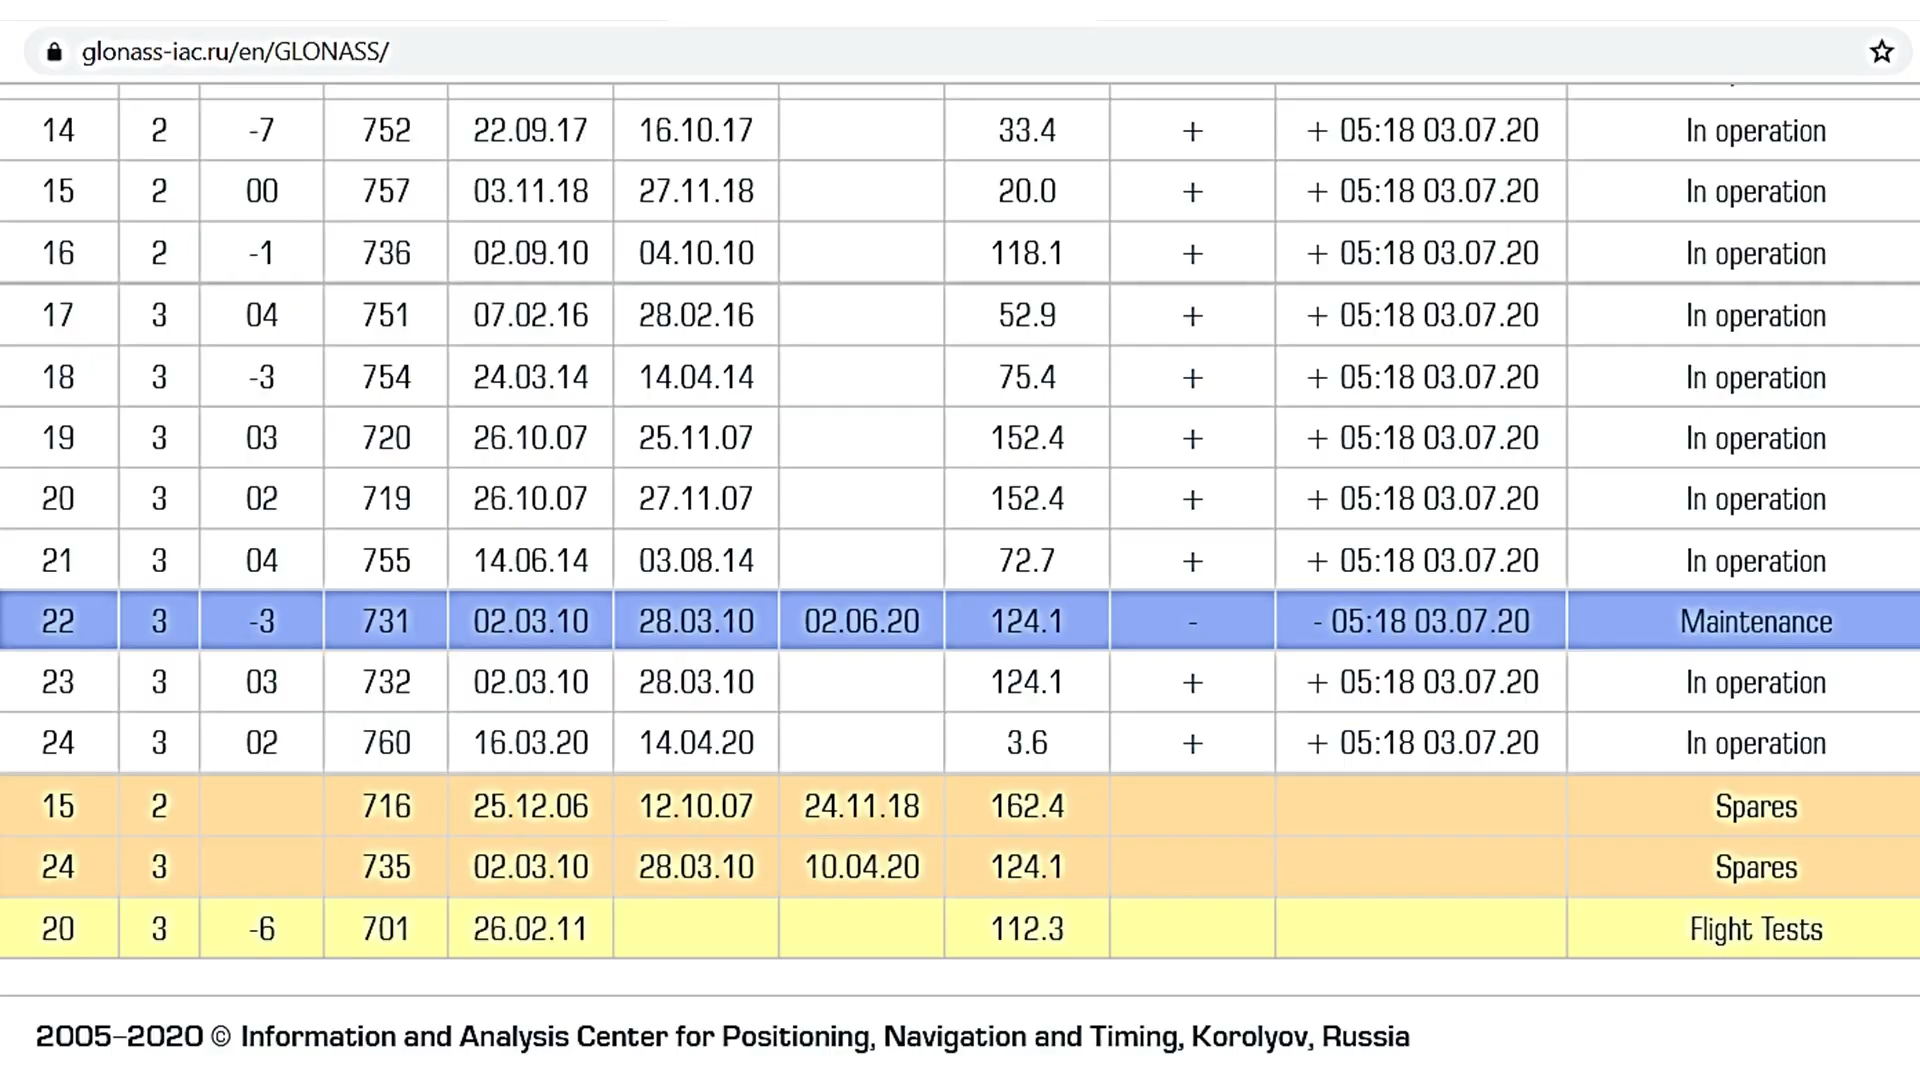 glonass-iac.ru/en/GLONASS/
14 2 -7 752 22.09.17 16.10.17 33.4 + + 05:18 03.07.20 In operation
15 2 00 757 03.11.18 27.11.18 20.0 + + 05:18 03.07.20 In operation
16 2 -1 736 02.09.10 04.10.10 118.1 + + 05:18 03.07.20 In operation
17 3 04 751 07.02.16 28.02.16 52.9 + + 05:18 03.07.20 In operation
18 3 -3 754 24.03.14 14.04.14 75.4 + + 05:18 03.07.20 In operation
19 3 03 720 26.10.07 25.11.07 152.4 + + 05:18 03.07.20 In operation
20 3 02 719 26.10.07 27.11.07 152.4 + + 05:18 03.07.20 In operation
21 3 04 755 14.06.14 03.08.14 72.7 + + 05:18 03.07.20 In operation
22 3 -3 731 02.03.10 28.03.10 02.06.20 124.1 - - 05:18 03.07.20 Maintenance
23 3 03 732 02.03.10 28.03.10 124.1 + + 05:18 03.07.20 In operation
24 3 02 760 16.03.20 14.04.20 3.6 + + 05:18 03.07.20 In operation
15 2 716 25.12.06 12.10.07 24.11.18 162.4 Spares
24 3 735 02.03.10 28.03.10 10.04.20 124.1 Spares
20 3 -6 701 26.02.11 112.3 Flight Tests
2005–2020 © Information and Analysis Center for Positioning, Navigation and Timing, Korolyov, Russia